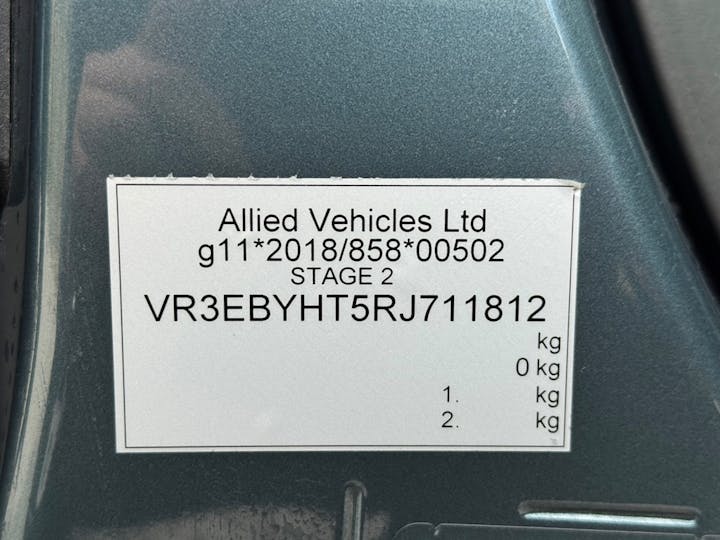 Allied Vehicles Ltd
g11*2018/858*00502
STAGE 2
VR3EBYHT5RJ711812
kg
0 kg
1. kg
2. kg